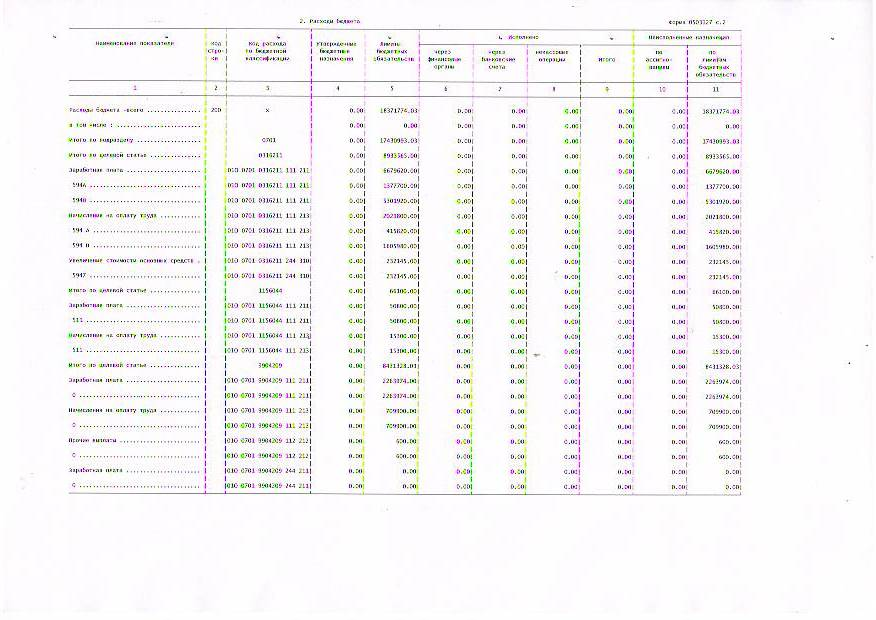 2. Расходы бюджета
Форма 0503127 с.2
Наименование показателя | Код строки | Код расхода по бюджетной классификации | Утвержденные бюджетные назначения | Лимиты бюджетных обязательств | Исполнено | Неисполненные назначения
через финансовые органы | через банковские счета | некассовые операции | итого | по ассигнованиям | по лимитам бюджетных обязательств
1 | 2 | 3 | 4 | 5 | 6 | 7 | 8 | 9 | 10 | 11
Расходы бюджета -всего ................ | 200 | х | 0.00| 18371774.03| 0.00| 0.00| 0.00| 0.00| 0.00| 18371774.03
в том числе : ......................... | 0.00| 0.00| 0.00| 0.00| 0.00| 0.00| 0.00| 0.00
Итого по подразделу ................... | 0701 | 0.00| 17430993.03| 0.00| 0.00| 0.00| 0.00| 0.00| 17430993.03
Итого по целевой статье ............... | 0316211 | 0.00| 8933565.00| 0.00| 0.00| 0.00| 0.00| 0.00| 8933565.00
Заработная плата ...................... |010 0701 0316211 111 211| 0.00| 6679620.00| 0.00| 0.00| 0.00| 0.00| 0.00| 6679620.00
594А .................................. |010 0701 0316211 111 211| 0.00| 1377700.00| 0.00| 0.00| 0.00| 0.00| 0.00| 1377700.00
594В .................................. |010 0701 0316211 111 211| 0.00| 5301920.00| 0.00| 0.00| 0.00| 0.00| 0.00| 5301920.00
Начисления на оплату труда ............ |010 0701 0316211 111 213| 0.00| 2021800.00| 0.00| 0.00| 0.00| 0.00| 0.00| 2021800.00
594 А ................................. |010 0701 0316211 111 213| 0.00| 415820.00| 0.00| 0.00| 0.00| 0.00| 0.00| 415820.00
594 В ................................. |010 0701 0316211 111 213| 0.00| 1605980.00| 0.00| 0.00| 0.00| 0.00| 0.00| 1605980.00
Увеличение стоимости основных средств . |010 0701 0316211 244 310| 0.00| 232145.00| 0.00| 0.00| 0.00| 0.00| 0.00| 232145.00
594Г .................................. |010 0701 0316211 244 310| 0.00| 232145.00| 0.00| 0.00| 0.00| 0.00| 0.00| 232145.00
Итого по целевой статье ............... | 1156044 | 0.00| 66100.00| 0.00| 0.00| 0.00| 0.00| 0.00| 66100.00
Заработная плата ...................... |010 0701 1156044 111 211| 0.00| 50800.00| 0.00| 0.00| 0.00| 0.00| 0.00| 50800.00
511 ................................... |010 0701 1156044 111 211| 0.00| 50800.00| 0.00| 0.00| 0.00| 0.00| 0.00| 50800.00
Начисления на оплату труда ............ |010 0701 1156044 111 213| 0.00| 15300.00| 0.00| 0.00| 0.00| 0.00| 0.00| 15300.00
511 ................................... |010 0701 1156044 111 213| 0.00| 15300.00| 0.00| 0.00| 0.00| 0.00| 0.00| 15300.00
Итого по целевой статье ............... | 9904209 | 0.00| 8431328.03| 0.00| 0.00| 0.00| 0.00| 0.00| 8431328.03
Заработная плата ...................... |010 0701 9904209 111 211| 0.00| 2263974.00| 0.00| 0.00| 0.00| 0.00| 0.00| 2263974.00
0 ..................................... |010 0701 9904209 111 211| 0.00| 2263974.00| 0.00| 0.00| 0.00| 0.00| 0.00| 2263974.00
Начисления на оплату труда ............ |010 0701 9904209 111 213| 0.00| 709900.00| 0.00| 0.00| 0.00| 0.00| 0.00| 709900.00
0 ..................................... |010 0701 9904209 111 213| 0.00| 709900.00| 0.00| 0.00| 0.00| 0.00| 0.00| 709900.00
Прочие выплаты ........................ |010 0701 9904209 112 212| 0.00| 600.00| 0.00| 0.00| 0.00| 0.00| 0.00| 600.00
0 ..................................... |010 0701 9904209 112 212| 0.00| 600.00| 0.00| 0.00| 0.00| 0.00| 0.00| 600.00
Заработная плата ...................... |010 0701 9904209 244 211| 0.00| 0.00| 0.00| 0.00| 0.00| 0.00| 0.00| 0.00
0 ..................................... |010 0701 9904209 244 211| 0.00| 0.00| 0.00| 0.00| 0.00| 0.00| 0.00| 0.00